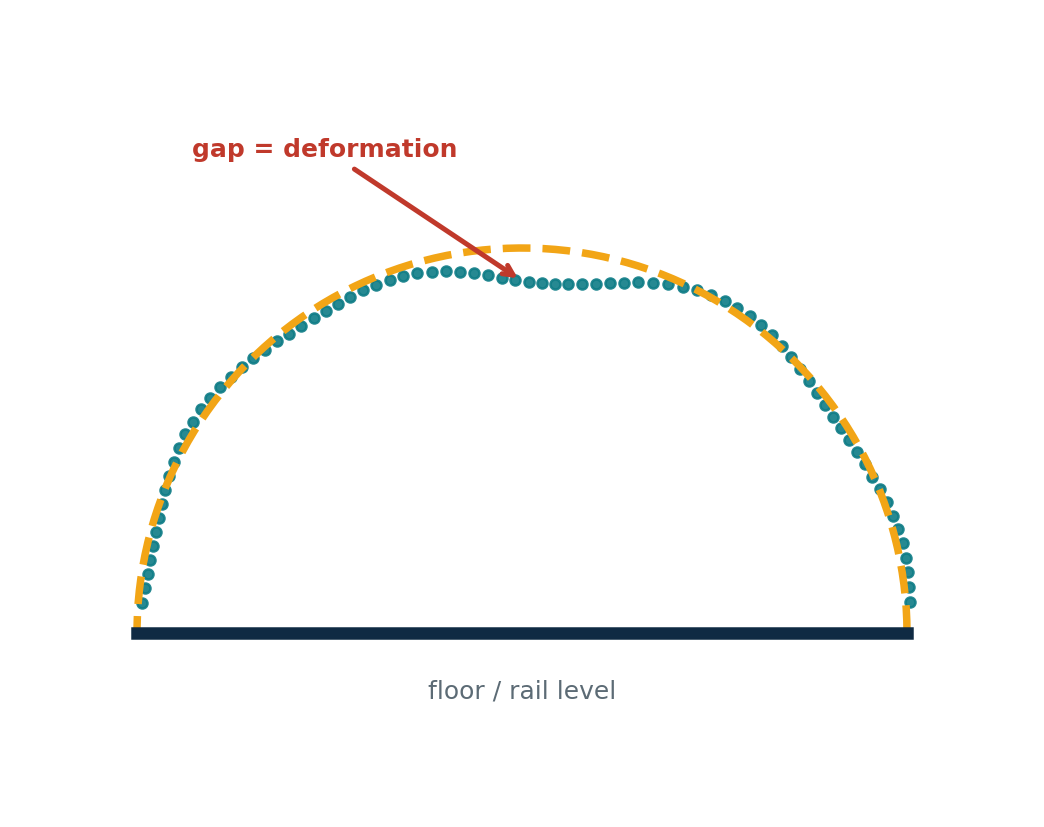 gap = deformation
floor / rail level